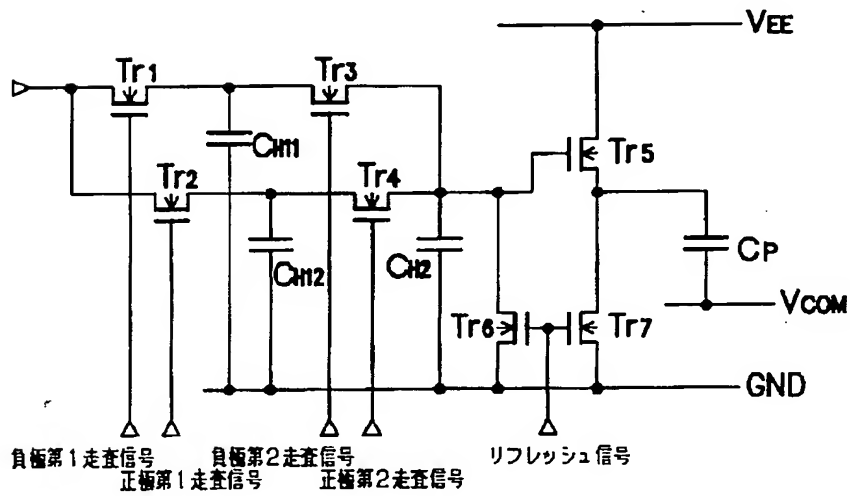 VEE
Tr1
Tr3
CH11
Tr5
Tr2
Tr4
CP
CH12
CH2
VCOM
Tr6
Tr7
GND
負極第1走査信号
負極第2走査信号
リフレッシュ信号
正極第1走査信号
正極第2走査信号